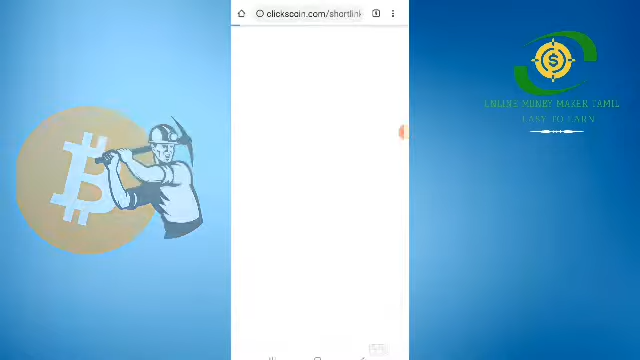 clickscoin.com/shortlink
ONLINE MONEY MAKER TAMIL
EASY TO EARN